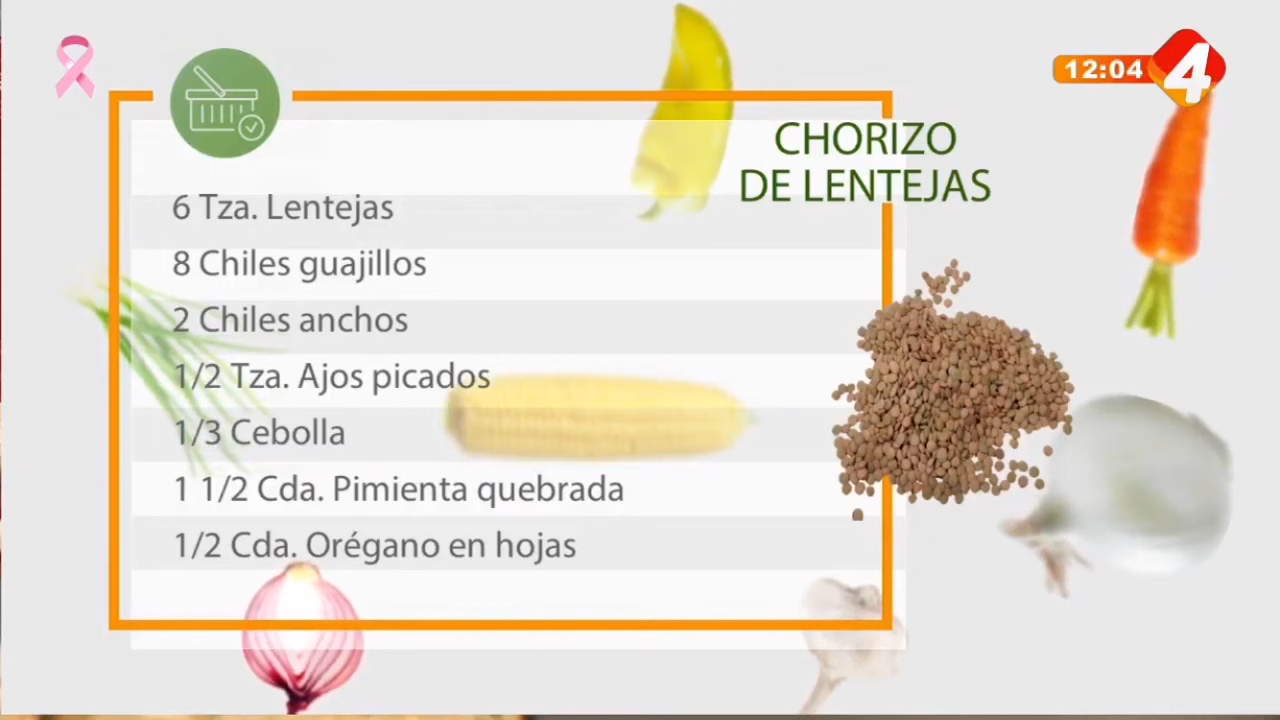 12:04
4
CHORIZO
DE LENTEJAS
6 Tza. Lentejas
8 Chiles guajillos
2 Chiles anchos
1/2 Tza. Ajos picados
1/3 Cebolla
1 1/2 Cda. Pimienta quebrada
1/2 Cda. Orégano en hojas